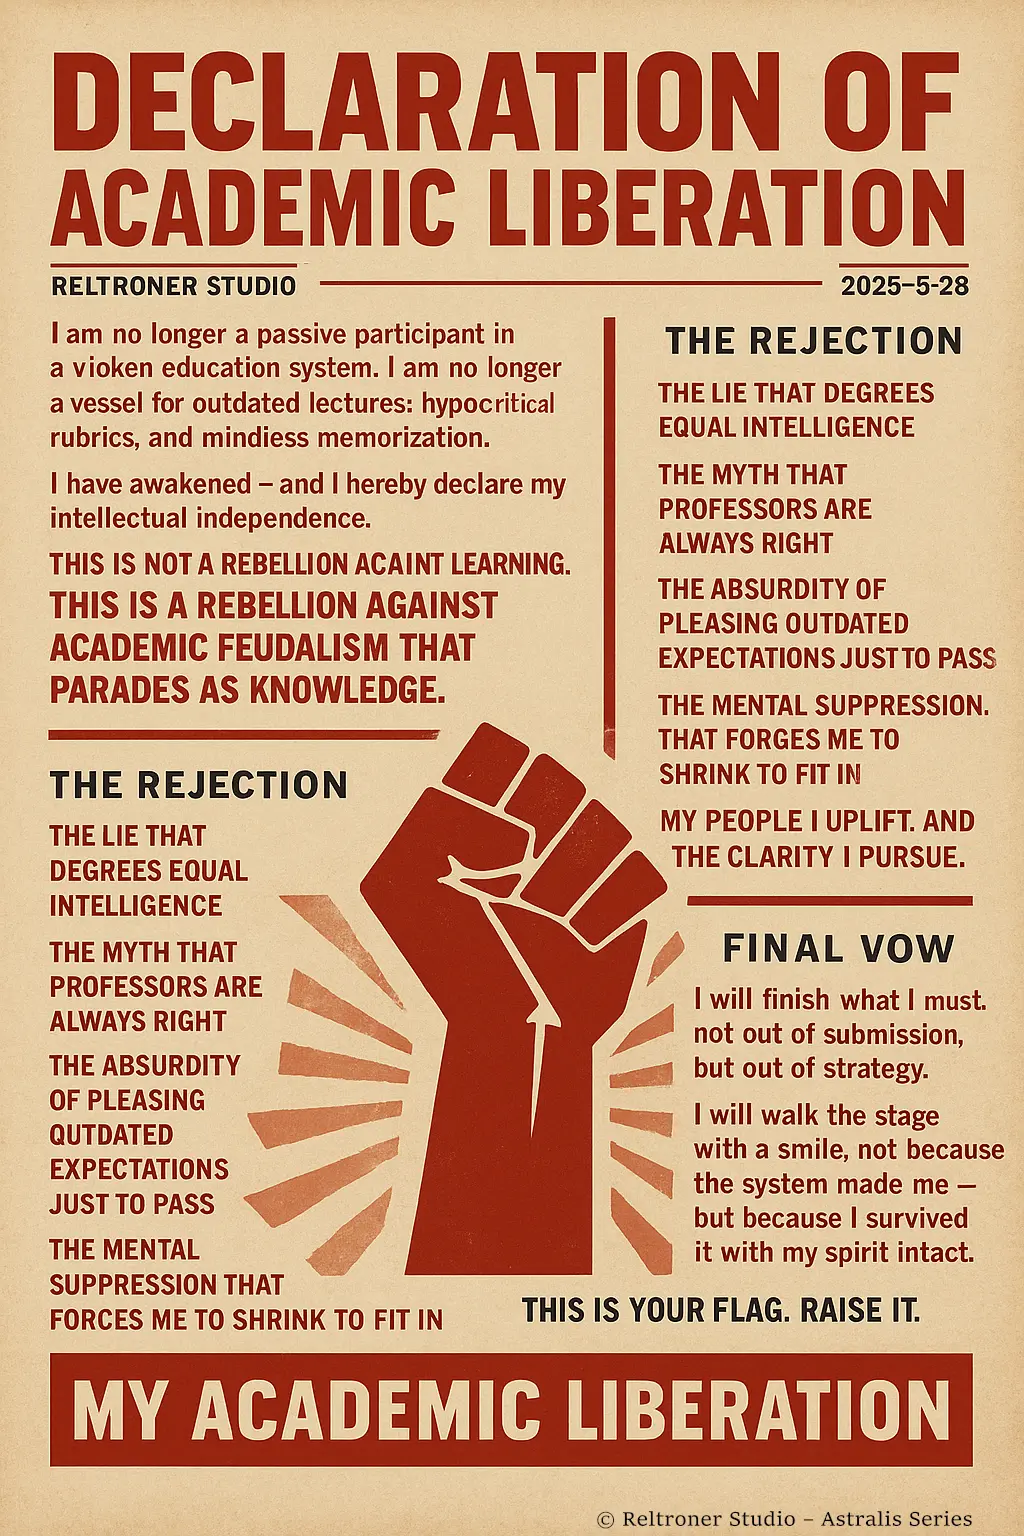 DECLARATION OF
ACADEMIC LIBERATION
RELTRONER STUDIO
2025–5-28
I am no longer a passive participant in
a vioken education system. I am no longer
a vessel for outdated lectures: hypocritical
rubrics, and mindiess memorization.
I have awakened – and I hereby declare my
intellectual independence.
THIS IS NOT A REBELLION ACAINT LEARNING.
THIS IS A REBELLION AGAINST
ACADEMIC FEUDALISM THAT
PARADES AS KNOWLEDGE.
THE REJECTION
THE LIE THAT
DEGREES EQUAL
INTELLIGENCE
THE MYTH THAT
PROFESSORS ARE
ALWAYS RIGHT
THE ABSURDITY
OF PLEASING
QUTDATED
EXPECTATIONS
JUST TO PASS
THE MENTAL
SUPPRESSION THAT
FORCES ME TO SHRINK TO FIT IN
THE REJECTION
THE LIE THAT DEGREES
EQUAL INTELLIGENCE
THE MYTH THAT
PROFESSORS ARE
ALWAYS RIGHT
THE ABSURDITY OF
PLEASING OUTDATED
EXPECTATIONS JUST TO PASS
THE MENTAL SUPPRESSION.
THAT FORGES ME TO
SHRINK TO FIT IN
MY PEOPLE I UPLIFT. AND
THE CLARITY I PURSUE.
FINAL VOW
I will finish what I must.
not out of submission,
but out of strategy.
I will walk the stage
with a smile, not because
the system made me —
but because I survived
it with my spirit intact.
THIS IS YOUR FLAG. RAISE IT.
MY ACADEMIC LIBERATION
© Reltroner Studio – Astralis Series